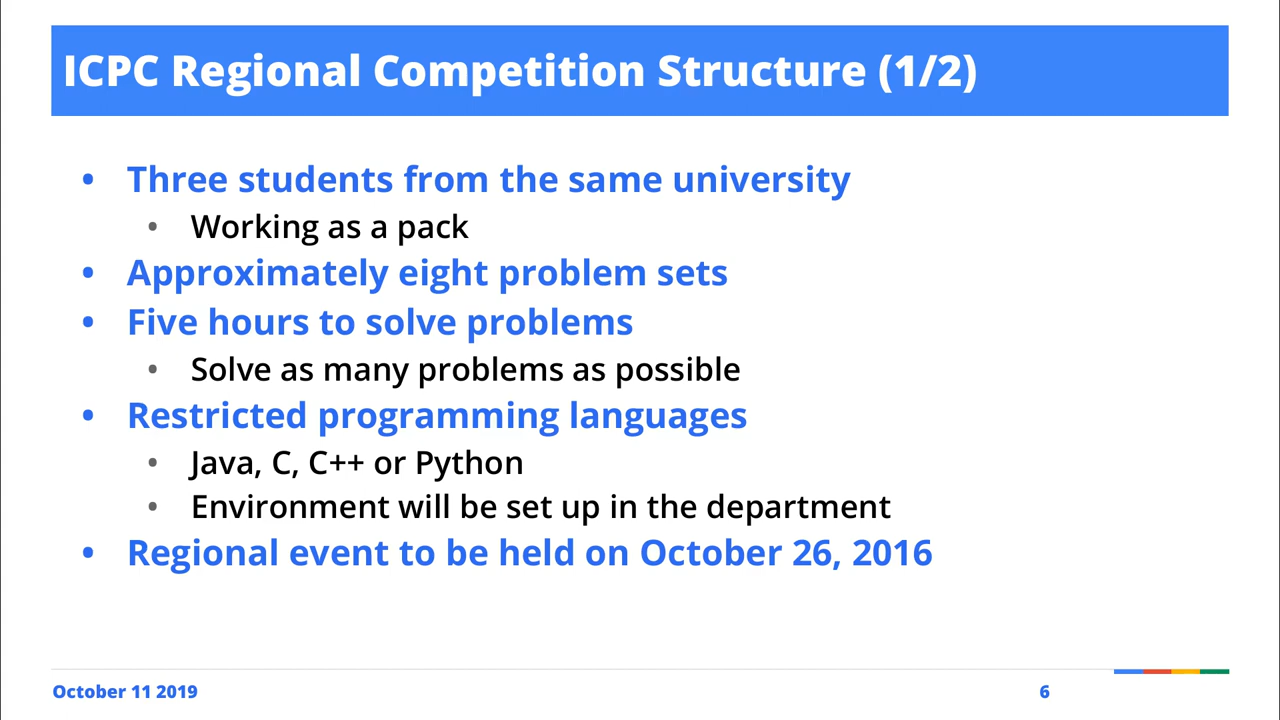 ICPC Regional Competition Structure (1/2)
• Three students from the same university
• Working as a pack
• Approximately eight problem sets
• Five hours to solve problems
• Solve as many problems as possible
• Restricted programming languages
• Java, C, C++ or Python
• Environment will be set up in the department
• Regional event to be held on October 26, 2016
October 11 2019
6